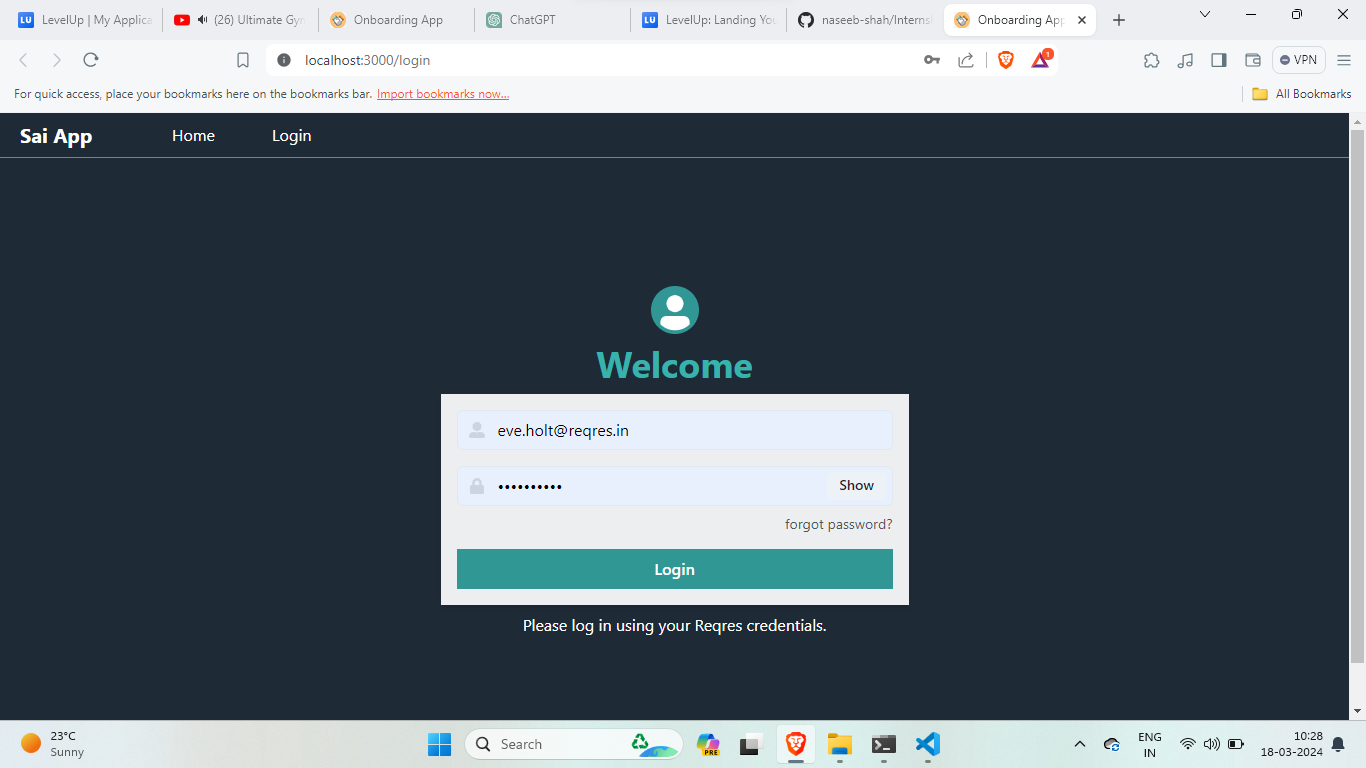 LU LevelUp | My Applica
(26) Ultimate Gy
Onboarding App
ChatGPT
LU LevelUp: Landing You
naseeb-shah/Interns
Onboarding App
localhost:3000/login
1
VPN
For quick access, place your bookmarks here on the bookmarks bar. Import bookmarks now...
All Bookmarks
Sai App
Home
Login
Welcome
eve.holt@reqres.in
••••••••••
Show
forgot password?
Login
Please log in using your Reqres credentials.
23°C
Sunny
Search
PRE
ENG
IN
10:28
18-03-2024